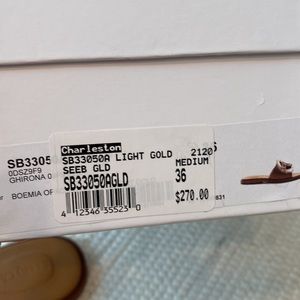 Charleston
SB33050A LIGHT GOLD 2120
SEEB GLD MEDIUM
SB33050AGLD 36
$270.00
4 12346 35523 0
SB3305
0DSZ9F9
GHIRONA 0
BOEMIA OF
831